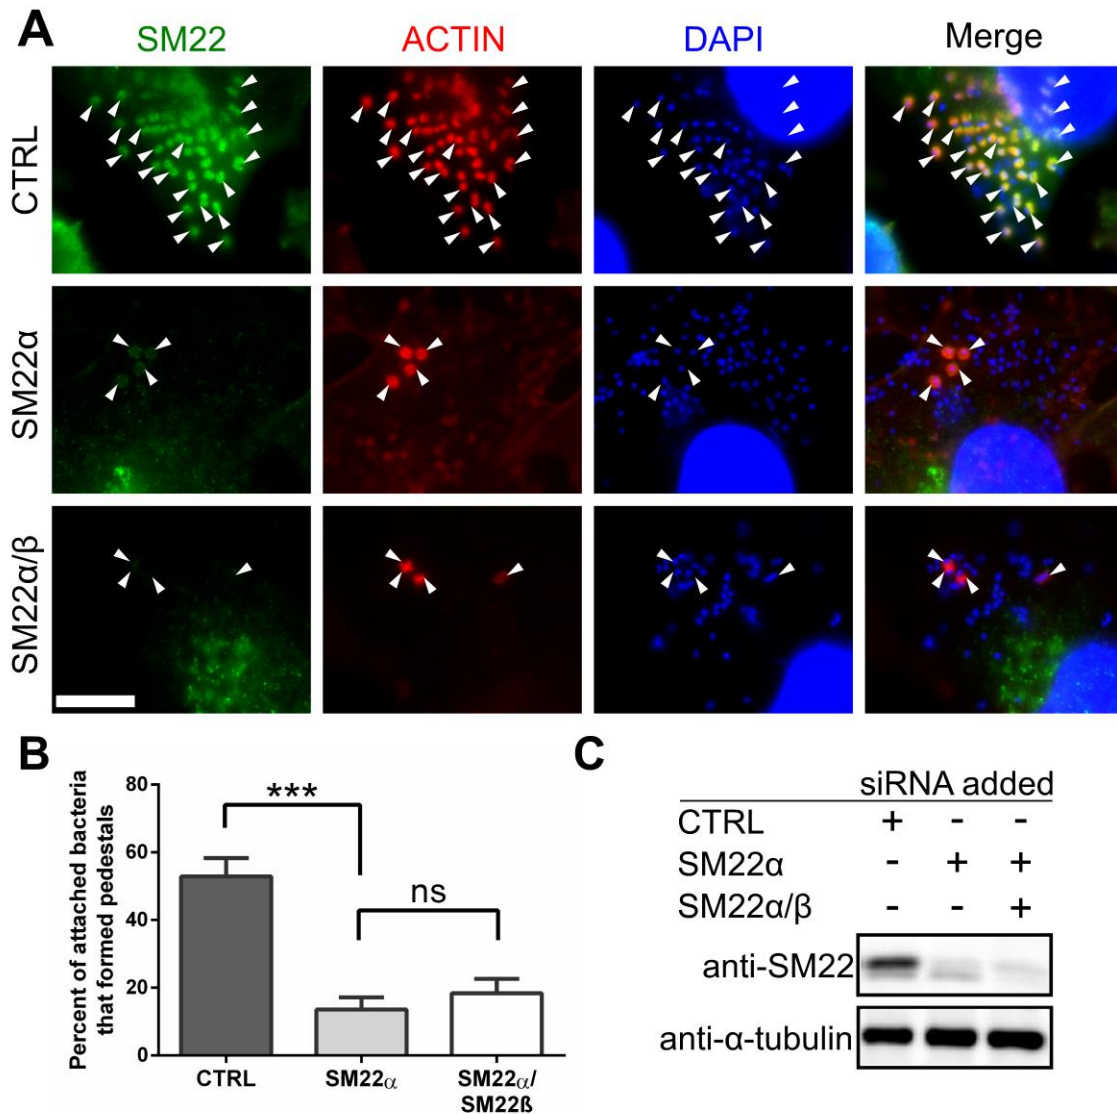 A
SM22 ACTIN DAPI Merge
CTRL
SM22α
SM22α/β
B
Percent of attached bacteria
that formed pedestals
80
60
40
20
0
***
ns
CTRL SM22α SM22α/
SM22ß
C
siRNA added
CTRL + - -
SM22α - + +
SM22α/β - - +
anti-SM22
anti-α-tubulin